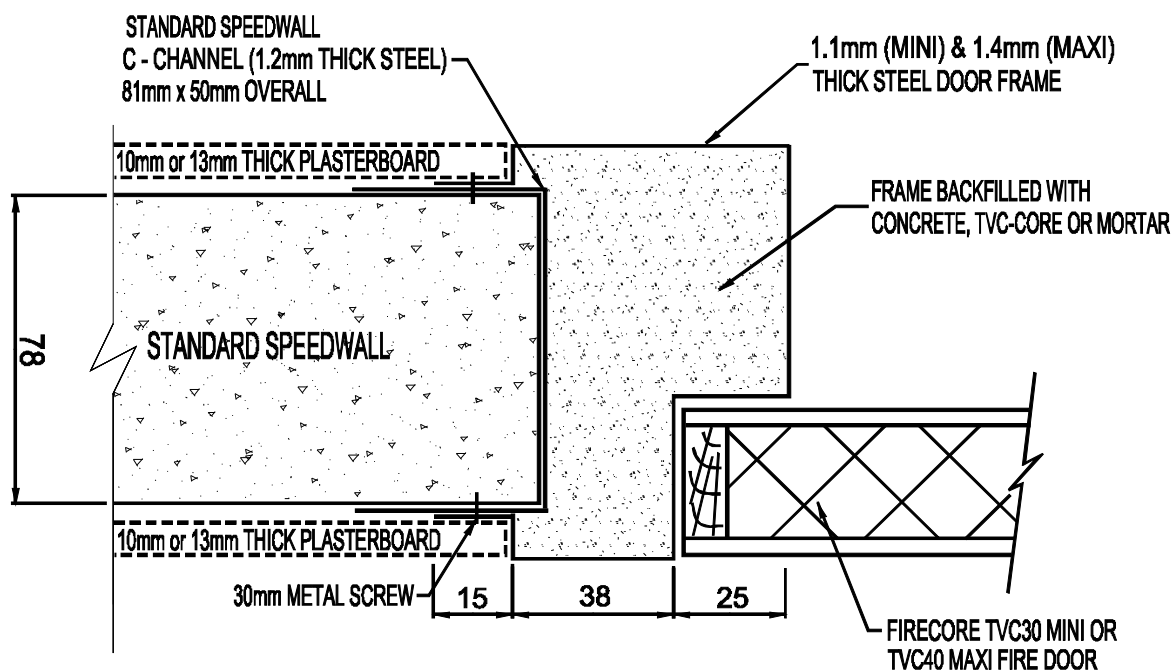 STANDARD SPEEDWALL
C - CHANNEL (1.2mm THICK STEEL)
81mm x 50mm OVERALL
1.1mm (MINI) & 1.4mm (MAXI)
THICK STEEL DOOR FRAME
10mm or 13mm THICK PLASTERBOARD
FRAME BACKFILLED WITH
CONCRETE, TVC-CORE OR MORTAR
78
STANDARD SPEEDWALL
10mm or 13mm THICK PLASTERBOARD
30mm METAL SCREW
15
38
25
FIRECORE TVC30 MINI OR
TVC40 MAXI FIRE DOOR